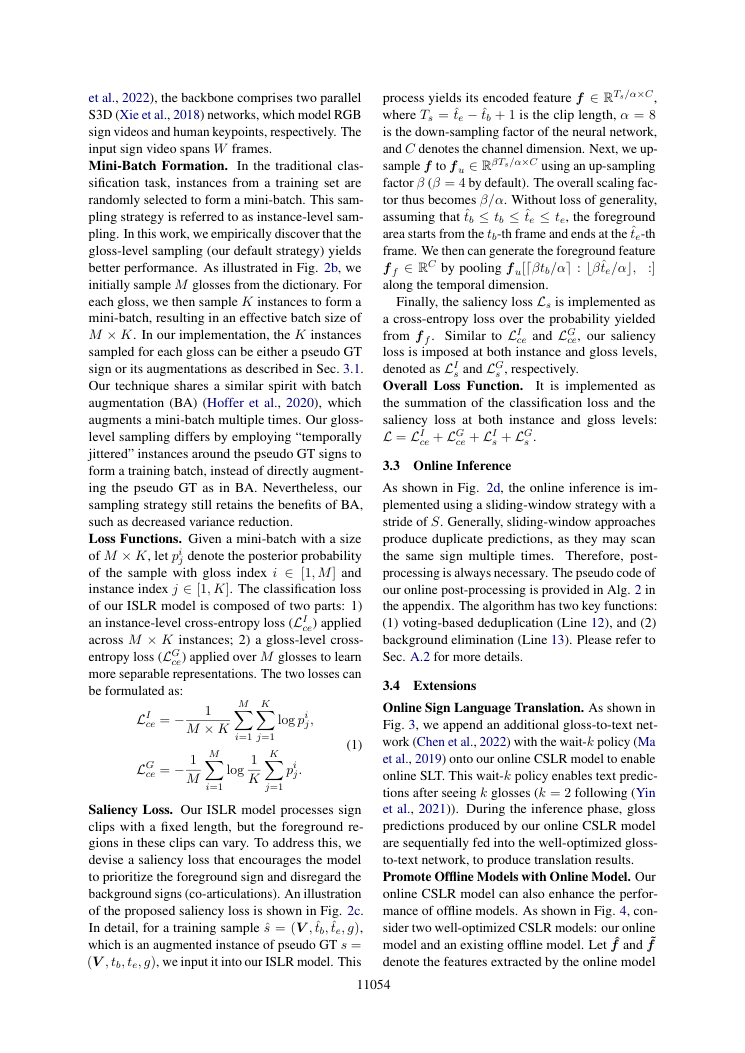 et al., 2022), the backbone comprises two parallel
S3D (Xie et al., 2018) networks, which model RGB
sign videos and human keypoints, respectively. The
input sign video spans W frames.
Mini-Batch Formation. In the traditional clas-
sification task, instances from a training set are
randomly selected to form a mini-batch. This sam-
pling strategy is referred to as instance-level sam-
pling. In this work, we empirically discover that the
gloss-level sampling (our default strategy) yields
better performance. As illustrated in Fig. 2b, we
initially sample M glosses from the dictionary. For
each gloss, we then sample K instances to form a
mini-batch, resulting in an effective batch size of
M × K. In our implementation, the K instances
sampled for each gloss can be either a pseudo GT
sign or its augmentations as described in Sec. 3.1.
Our technique shares a similar spirit with batch
augmentation (BA) (Hoffer et al., 2020), which
augments a mini-batch multiple times. Our gloss-
level sampling differs by employing “temporally
jittered” instances around the pseudo GT signs to
form a training batch, instead of directly augment-
ing the pseudo GT as in BA. Nevertheless, our
sampling strategy still retains the benefits of BA,
such as decreased variance reduction.
Loss Functions. Given a mini-batch with a size
of M × K, let p_j^i denote the posterior probability
of the sample with gloss index i ∈ [1, M] and
instance index j ∈ [1, K]. The classification loss
of our ISLR model is composed of two parts: 1)
an instance-level cross-entropy loss (ℒ_ce^I) applied
across M × K instances; 2) a gloss-level cross-
entropy loss (ℒ_ce^G) applied over M glosses to learn
more separable representations. The two losses can
be formulated as:
ℒ_ce^I = −1/(M × K) ∑_{i=1}^M ∑_{j=1}^K log p_j^i,
(1)
ℒ_ce^G = −1/M ∑_{i=1}^M log 1/K ∑_{j=1}^K p_j^i.
Saliency Loss. Our ISLR model processes sign
clips with a fixed length, but the foreground re-
gions in these clips can vary. To address this, we
devise a saliency loss that encourages the model
to prioritize the foreground sign and disregard the
background signs (co-articulations). An illustration
of the proposed saliency loss is shown in Fig. 2c.
In detail, for a training sample ŝ = (V, t̂_b, t̂_e, g),
which is an augmented instance of pseudo GT s =
(V, t_b, t_e, g), we input it into our ISLR model. This
process yields its encoded feature f ∈ ℝ^{T_s/α×C},
where T_s = t̂_e − t̂_b + 1 is the clip length, α = 8
is the down-sampling factor of the neural network,
and C denotes the channel dimension. Next, we up-
sample f to f_u ∈ ℝ^{βT_s/α×C} using an up-sampling
factor β (β = 4 by default). The overall scaling fac-
tor thus becomes β/α. Without loss of generality,
assuming that t̂_b ≤ t_b ≤ t̂_e ≤ t_e, the foreground
area starts from the t_b-th frame and ends at the t̂_e-th
frame. We then can generate the foreground feature
f_f ∈ ℝ^C by pooling f_u[⌈βt_b/α⌉ : ⌊βt̂_e/α⌋, :]
along the temporal dimension.
Finally, the saliency loss ℒ_s is implemented as
a cross-entropy loss over the probability yielded
from f_f. Similar to ℒ_ce^I and ℒ_ce^G, our saliency
loss is imposed at both instance and gloss levels,
denoted as ℒ_s^I and ℒ_s^G, respectively.
Overall Loss Function. It is implemented as
the summation of the classification loss and the
saliency loss at both instance and gloss levels:
ℒ = ℒ_ce^I + ℒ_ce^G + ℒ_s^I + ℒ_s^G.
3.3 Online Inference
As shown in Fig. 2d, the online inference is im-
plemented using a sliding-window strategy with a
stride of S. Generally, sliding-window approaches
produce duplicate predictions, as they may scan
the same sign multiple times. Therefore, post-
processing is always necessary. The pseudo code of
our online post-processing is provided in Alg. 2 in
the appendix. The algorithm has two key functions:
(1) voting-based deduplication (Line 12), and (2)
background elimination (Line 13). Please refer to
Sec. A.2 for more details.
3.4 Extensions
Online Sign Language Translation. As shown in
Fig. 3, we append an additional gloss-to-text net-
work (Chen et al., 2022) with the wait-k policy (Ma
et al., 2019) onto our online CSLR model to enable
online SLT. This wait-k policy enables text predic-
tions after seeing k glosses (k = 2 following (Yin
et al., 2021)). During the inference phase, gloss
predictions produced by our online CSLR model
are sequentially fed into the well-optimized gloss-
to-text network, to produce translation results.
Promote Offline Models with Online Model. Our
online CSLR model can also enhance the perfor-
mance of offline models. As shown in Fig. 4, con-
sider two well-optimized CSLR models: our online
model and an existing offline model. Let f̂ and f̃
denote the features extracted by the online model
11054